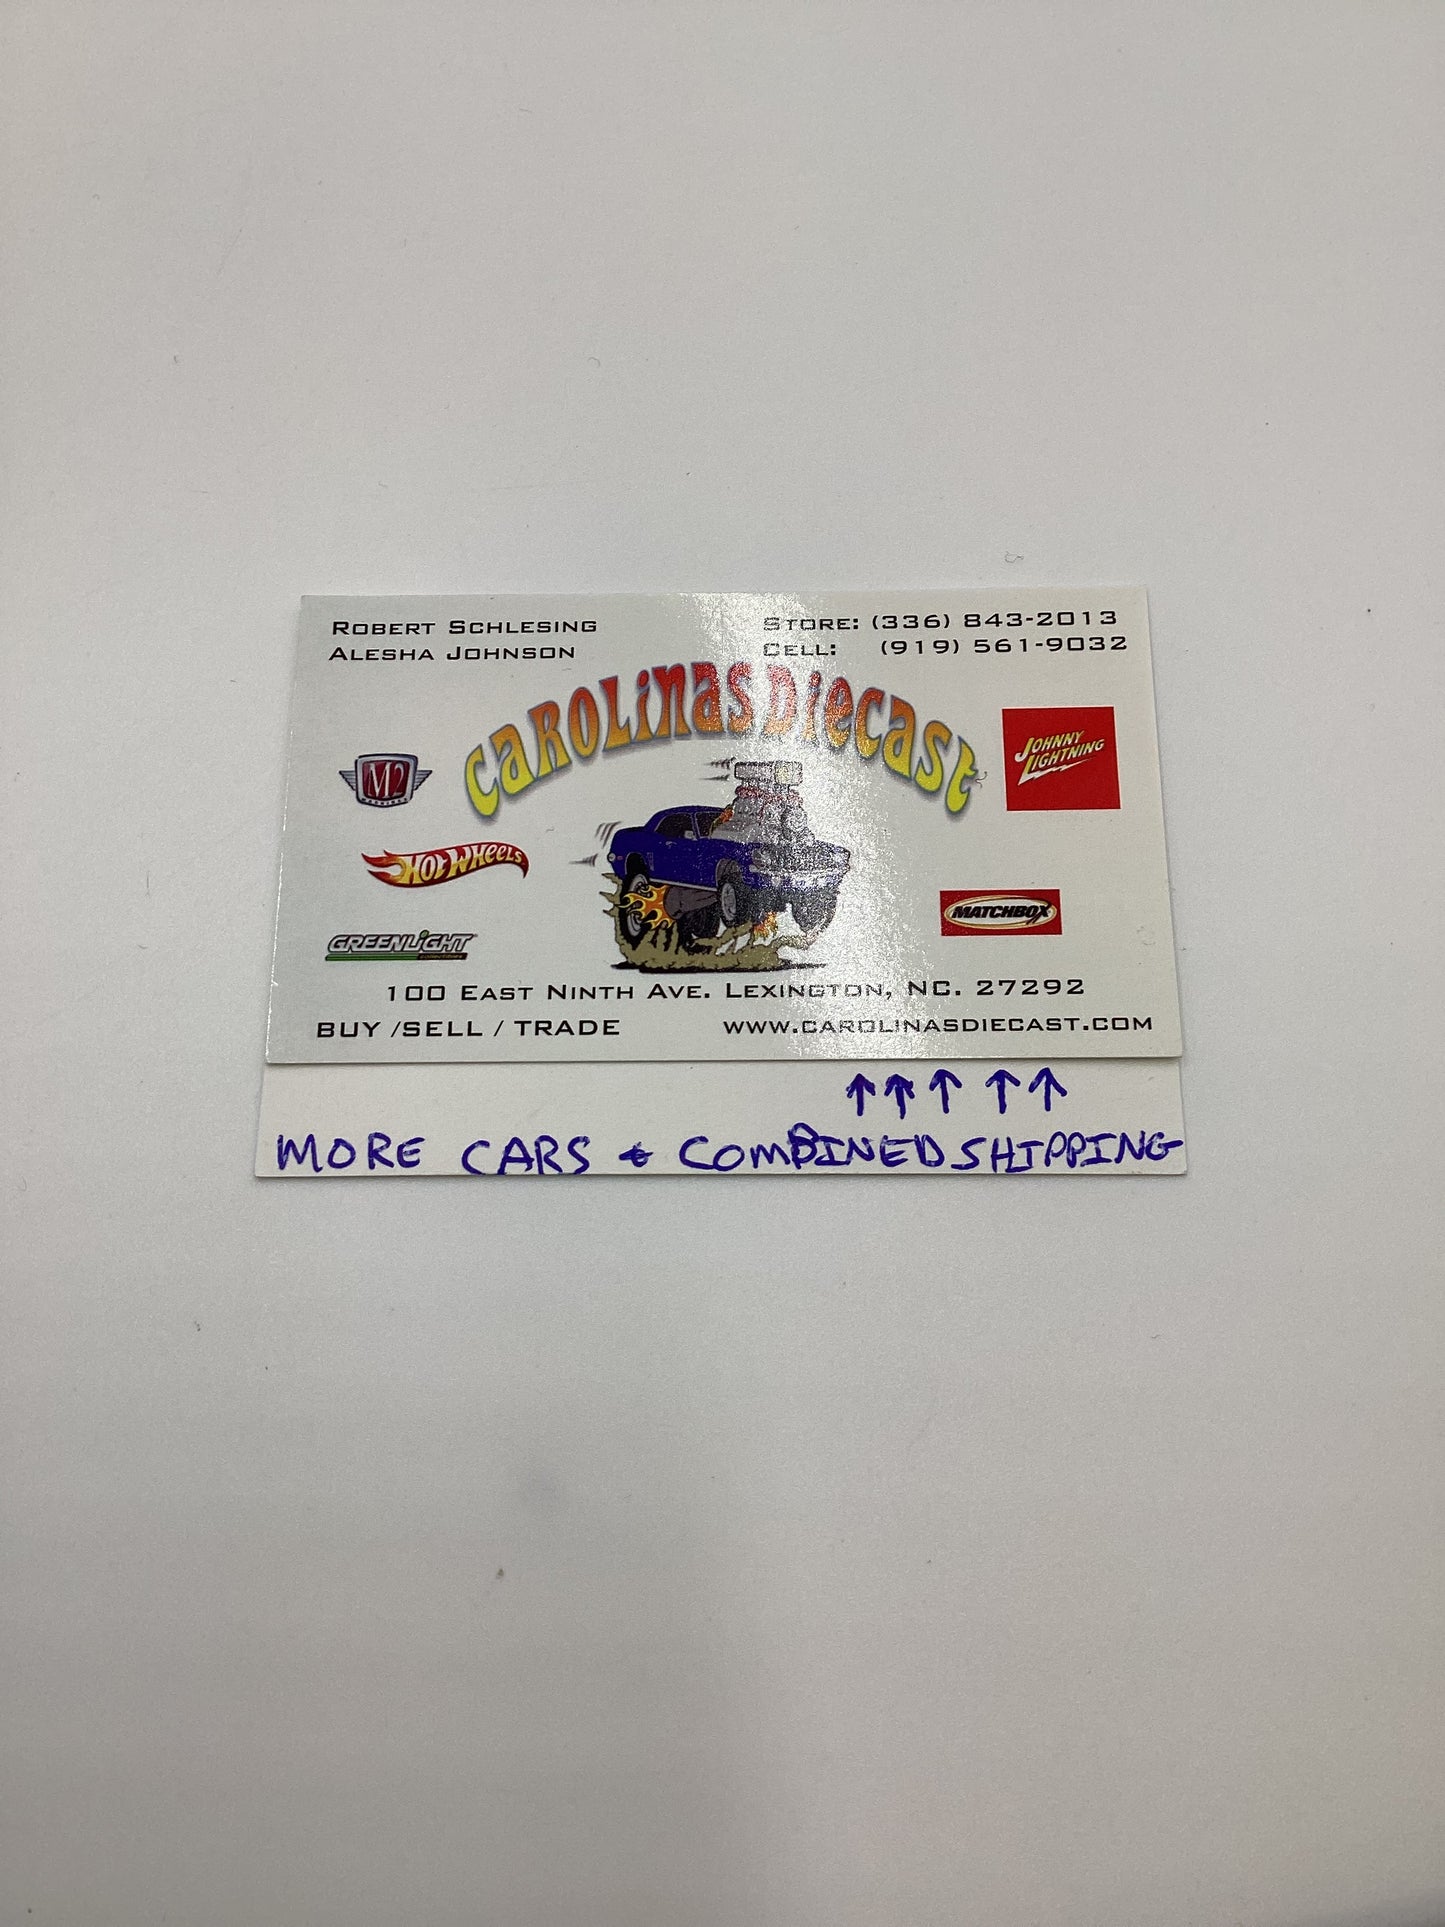 ROBERT SCHLESING
ALESHA JOHNSON
STORE: (336) 843-2013
CELL: (919) 561-9032
CAROLINAS DIECAST
M2
MACHINES
JOHNNY
LIGHTNING
HOT WHEELS
MATCHBOX
GREENLIGHT
COLLECTIBLES
100 EAST NINTH AVE. LEXINGTON, NC. 27292
BUY /SELL / TRADE
WWW.CAROLINASDIECAST.COM
↑ ↑ ↑ ↑ ↑
MORE CARS & COMBINED SHIPPING